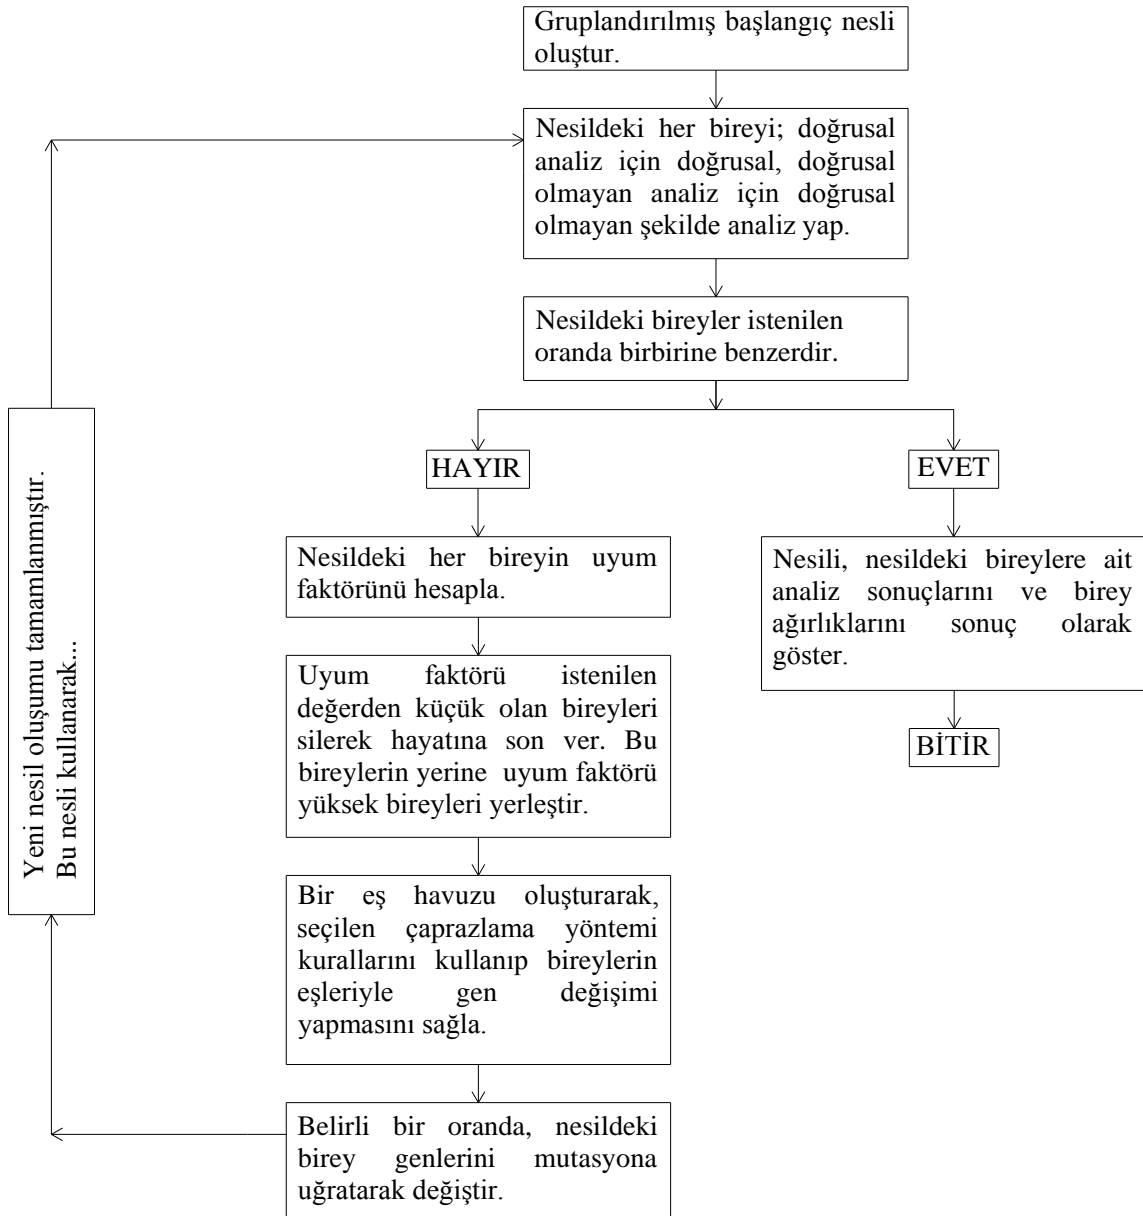 Gruplandırılmış başlangıç nesli
oluştur.
Nesildeki her bireyi; doğrusal
analiz için doğrusal, doğrusal
olmayan analiz için doğrusal
olmayan şekilde analiz yap.
Nesildeki bireyler istenilen
oranda birbirine benzerdir.
HAYIR
EVET
Nesildeki her bireyin uyum
faktörünü hesapla.
Uyum faktörü istenilen
değerden küçük olan bireyleri
silerek hayatına son ver. Bu
bireylerin yerine uyum faktörü
yüksek bireyleri yerleştir.
Bir eş havuzu oluşturarak,
seçilen çaprazlama yöntemi
kurallarını kullanıp bireylerin
eşleriyle gen değişimi
yapmasını sağla.
Belirli bir oranda, nesildeki
birey genlerini mutasyona
uğratarak değiştir.
Yeni nesil oluşumu tamamlanmıştır.
Bu nesli kullanarak...
Nesili, nesildeki bireylere ait
analiz sonuçlarını ve birey
ağırlıklarını sonuç olarak
göster.
BİTİR